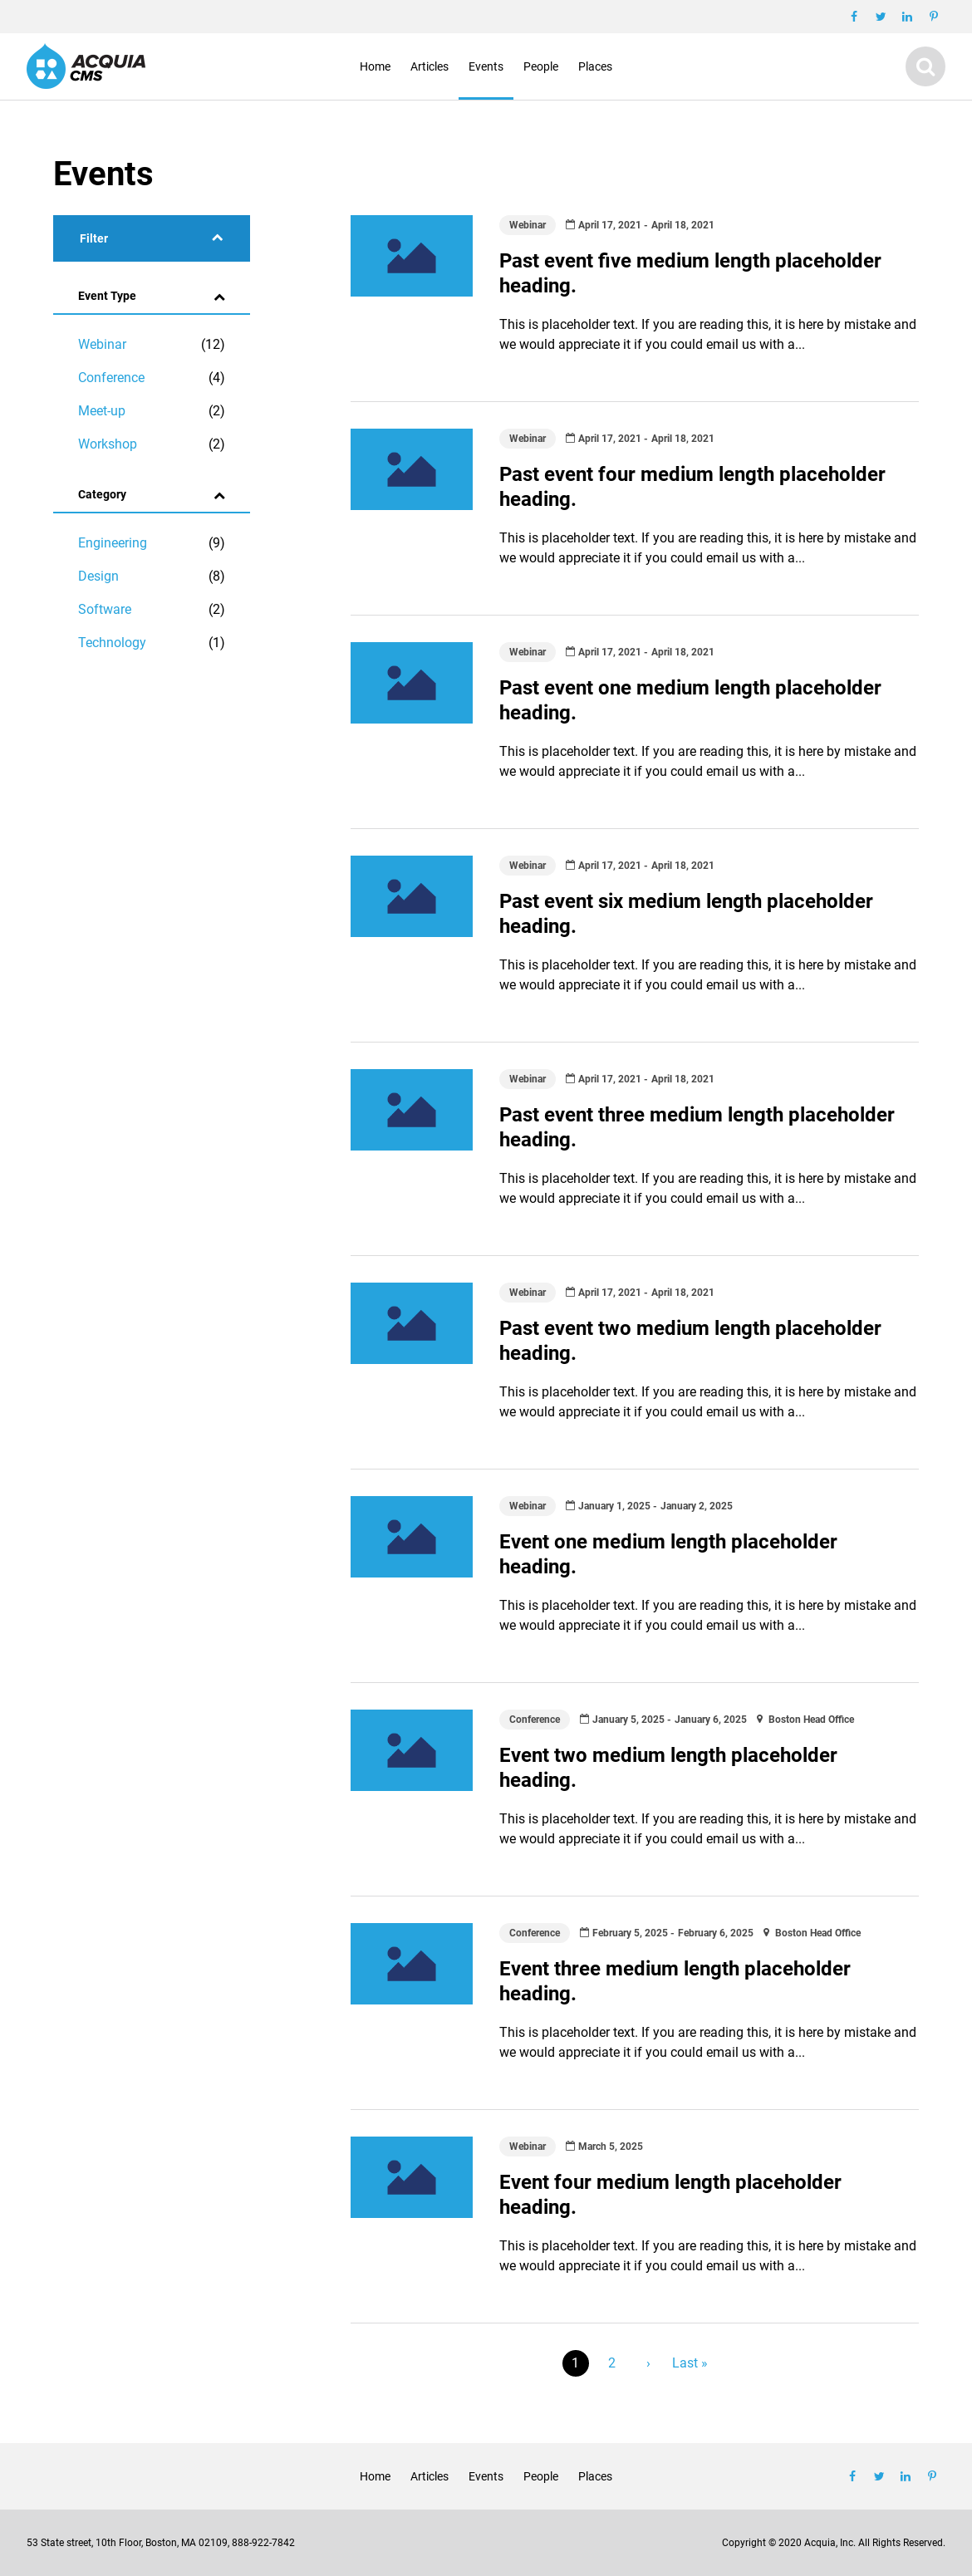 ACQUIA
CMS
Home Articles Events People Places
Events
Filter
Event Type
Webinar (12)
Conference (4)
Meet-up (2)
Workshop (2)
Category
Engineering (9)
Design (8)
Software (2)
Technology (1)
Webinar April 17, 2021 - April 18, 2021
Past event five medium length placeholder
heading.
This is placeholder text. If you are reading this, it is here by mistake and
we would appreciate it if you could email us with a...
Webinar April 17, 2021 - April 18, 2021
Past event four medium length placeholder
heading.
This is placeholder text. If you are reading this, it is here by mistake and
we would appreciate it if you could email us with a...
Webinar April 17, 2021 - April 18, 2021
Past event one medium length placeholder
heading.
This is placeholder text. If you are reading this, it is here by mistake and
we would appreciate it if you could email us with a...
Webinar April 17, 2021 - April 18, 2021
Past event six medium length placeholder
heading.
This is placeholder text. If you are reading this, it is here by mistake and
we would appreciate it if you could email us with a...
Webinar April 17, 2021 - April 18, 2021
Past event three medium length placeholder
heading.
This is placeholder text. If you are reading this, it is here by mistake and
we would appreciate it if you could email us with a...
Webinar April 17, 2021 - April 18, 2021
Past event two medium length placeholder
heading.
This is placeholder text. If you are reading this, it is here by mistake and
we would appreciate it if you could email us with a...
Webinar January 1, 2025 - January 2, 2025
Event one medium length placeholder
heading.
This is placeholder text. If you are reading this, it is here by mistake and
we would appreciate it if you could email us with a...
Conference January 5, 2025 - January 6, 2025 Boston Head Office
Event two medium length placeholder
heading.
This is placeholder text. If you are reading this, it is here by mistake and
we would appreciate it if you could email us with a...
Conference February 5, 2025 - February 6, 2025 Boston Head Office
Event three medium length placeholder
heading.
This is placeholder text. If you are reading this, it is here by mistake and
we would appreciate it if you could email us with a...
Webinar March 5, 2025
Event four medium length placeholder
heading.
This is placeholder text. If you are reading this, it is here by mistake and
we would appreciate it if you could email us with a...
1 2 › Last »
Home Articles Events People Places
53 State street, 10th Floor, Boston, MA 02109, 888-922-7842
Copyright © 2020 Acquia, Inc. All Rights Reserved.